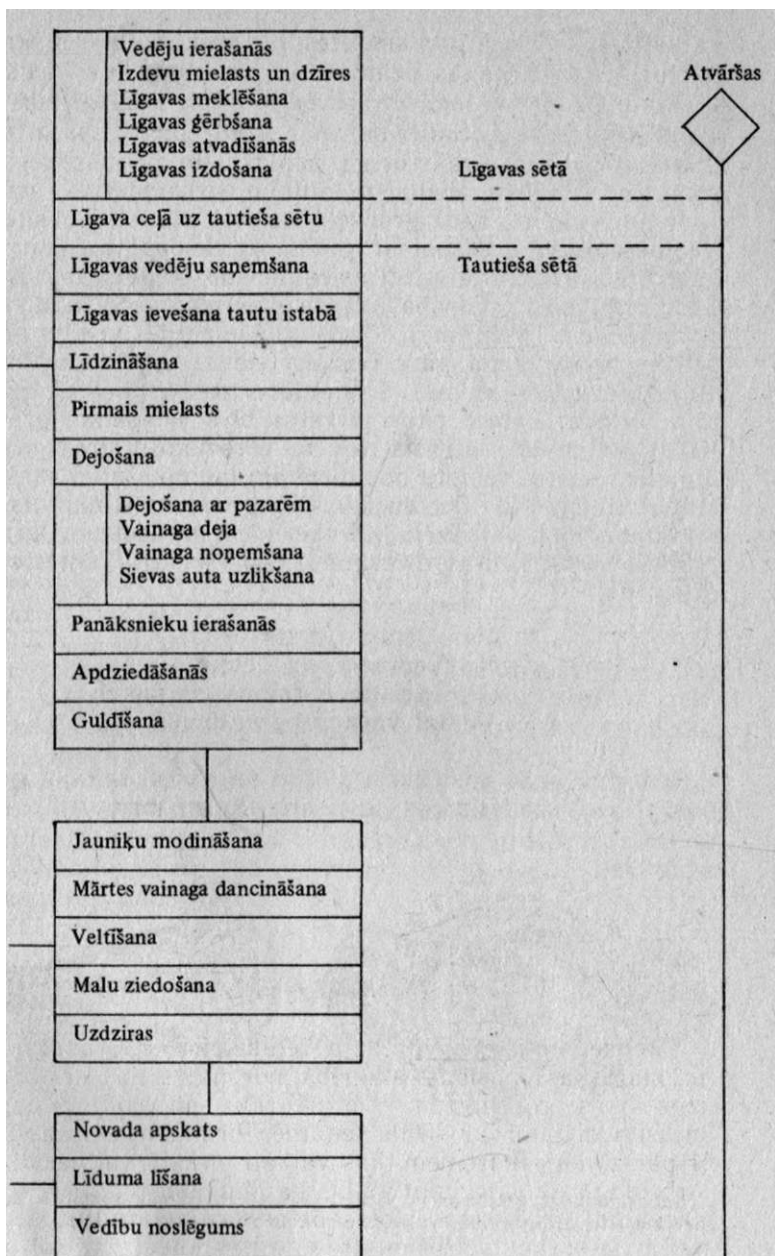 Vedēju ierašanās
Izdevu mielasts un dzīres
Līgavas meklēšana
Līgavas ģērbšana
Līgavas atvadīšanās
Līgavas izdošana
Atvāršas
Līgavas sētā
Līgava ceļā uz tautieša sētu
Līgavas vedēju saņemšana
Tautieša sētā
Līgavas ievešana tautu istabā
Līdzināšana
Pirmais mielasts
Dejošana
Dejošana ar pazarēm
Vainaga deja
Vainaga noņemšana
Sievas auta uzlikšana
Panāksnieku ierašanās
Apdziedāšanās
Guldīšana
Jauniķu modināšana
Mārtes vainaga dancināšana
Veltīšana
Malu ziedošana
Uzdziras
Novada apskats
Līduma līšana
Vedību noslēgums